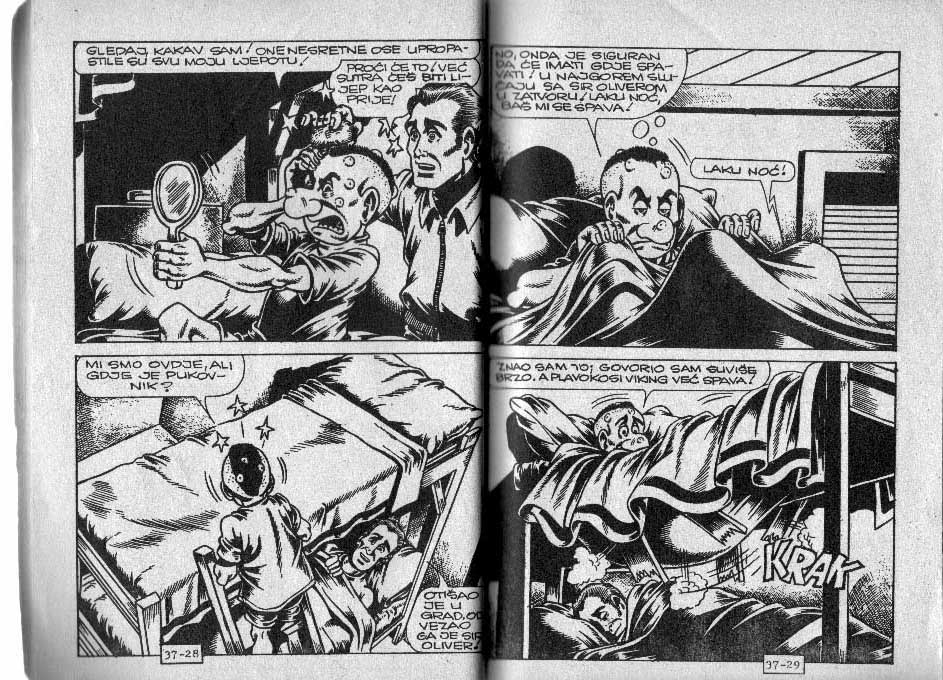 GLEDAJ, KAKAV SAM! ONE NESRETNE OSE UPROPA-
STILE SU SVU MOJU LJEPOTU!
PROĆI ĆE TO! VEĆ
SUTRA ĆEŠ BITI LI-
JEP KAO
PRIJE!
MI SMO OVDJE, ALI
GDJE JE PUKOV-
NIK?
OTIŠAO
JE U
GRAD, OD
VEZAO
GA JE SIR
OLIVER!
37-28
NO, ONDA JE SIGURAN
DA ĆE IMATI GDJE SPA-
VATI! U NAJGOREM SLU-
ČAJU SA SIR OLIVEROM
U ZATVORU! LAKU NOĆ,
BAŠ MI SE SPAVA!
LAKU NOĆ!
ZNAO SAM TO; GOVORIO SAM SUVIŠE
BRZO. A PLAVOKOSI VIKING VEĆ SPAVA!
KRAK
37-29